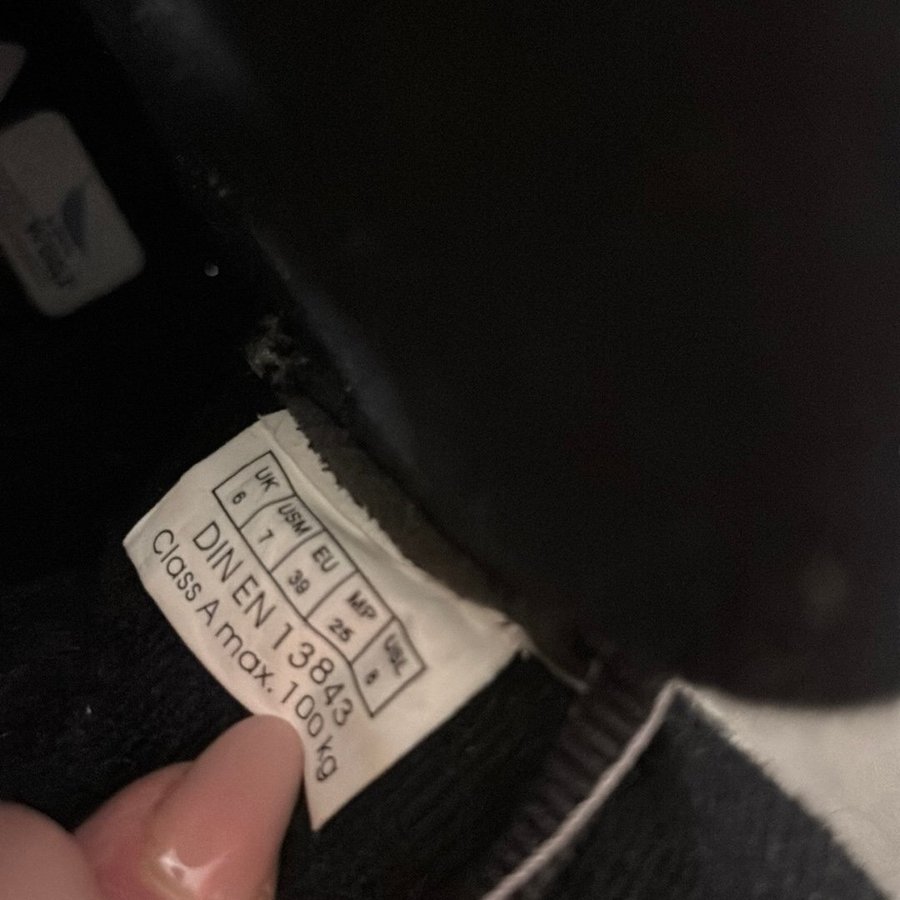 UK USM EU MP USL
6 7 39 25 8
DIN EN 13843
Class A max. 100 kg